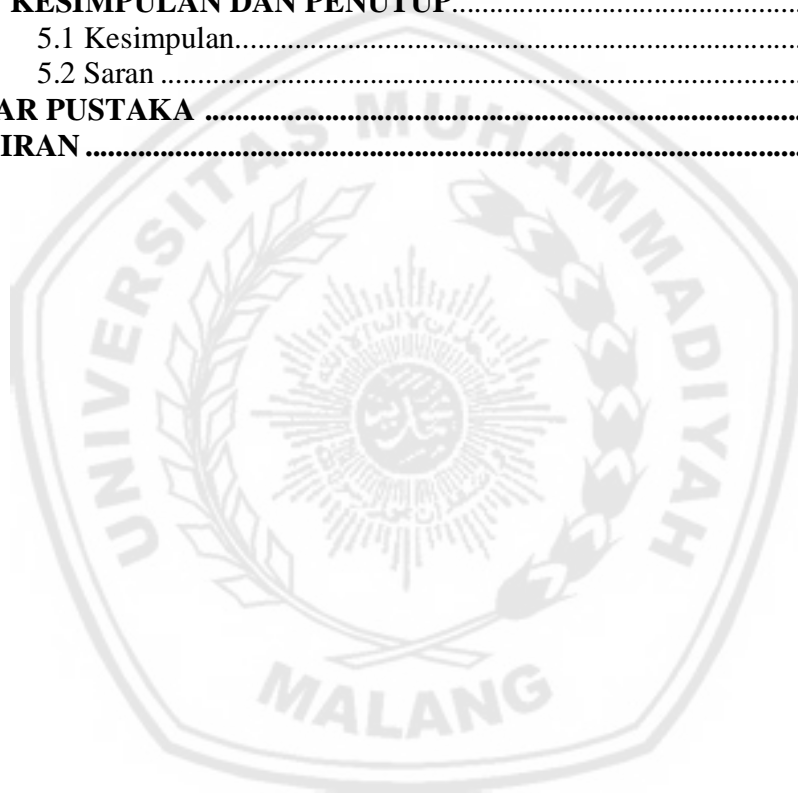 KESIMPULAN DAN PENUTUP...............................................
5.1 Kesimpulan.............................................................................
5.2 Saran .......................................................................................
AR PUSTAKA .................................................................................
IRAN .................................................................................................
UNIVERSITAS MUHAMMADIYAH
MALANG